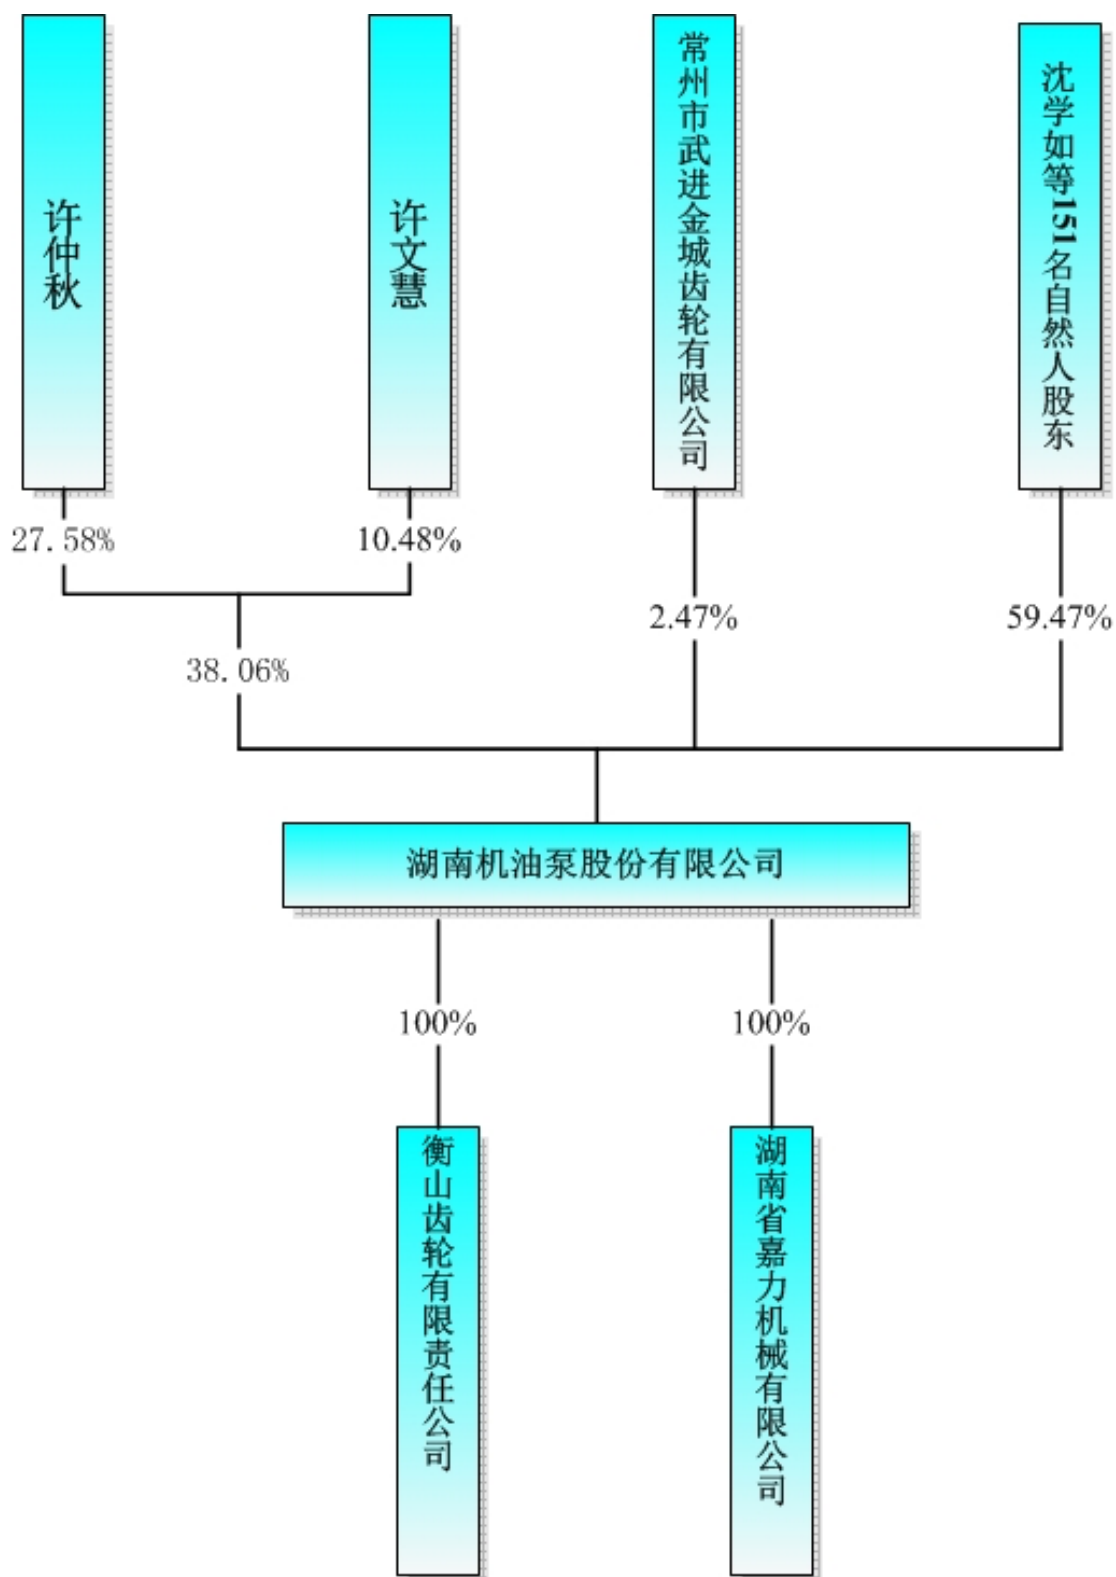 许仲秋
许文慧
常州市武进金城齿轮有限公司
沈学如等151名自然人股东
27.58%
10.48%
2.47%
59.47%
38.06%
湖南机油泵股份有限公司
100%
100%
衡山齿轮有限责任公司
湖南省嘉力机械有限公司